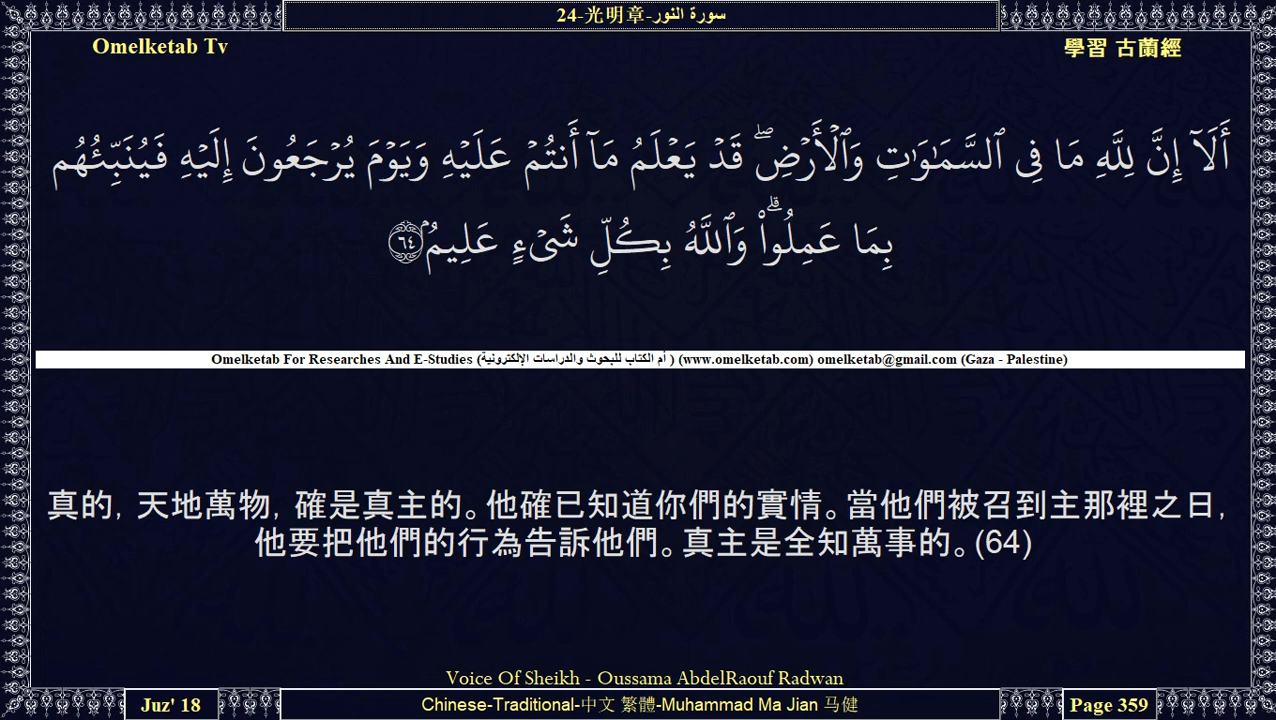 24-光明章-سورة النور
Omelketab Tv
學習 古蘭經
أَلَآ إِنَّ لِلَّهِ مَا فِى ٱلسَّمَـٰوَٰتِ وَٱلْأَرْضِ ۖ قَدْ يَعْلَمُ مَآ أَنتُمْ عَلَيْهِ وَيَوْمَ يُرْجَعُونَ إِلَيْهِ فَيُنَبِّئُهُم
بِمَا عَمِلُوا۟ ۗ وَٱللَّهُ بِكُلِّ شَىْءٍ عَلِيمٌۢ ﴿٦٤﴾
Omelketab For Researches And E-Studies (أم الكتاب للبحوث والدراسات الإلكترونية ) (www.omelketab.com) omelketab@gmail.com (Gaza - Palestine)
真的，天地萬物，確是真主的。他確已知道你們的實情。當他們被召到主那裡之日，
他要把他們的行為告訴他們。真主是全知萬事的。(64)
Voice Of Sheikh - Oussama AbdelRaouf Radwan
Juz' 18
Chinese-Traditional-中文 繁體-Muhammad Ma Jian 马健
Page 359